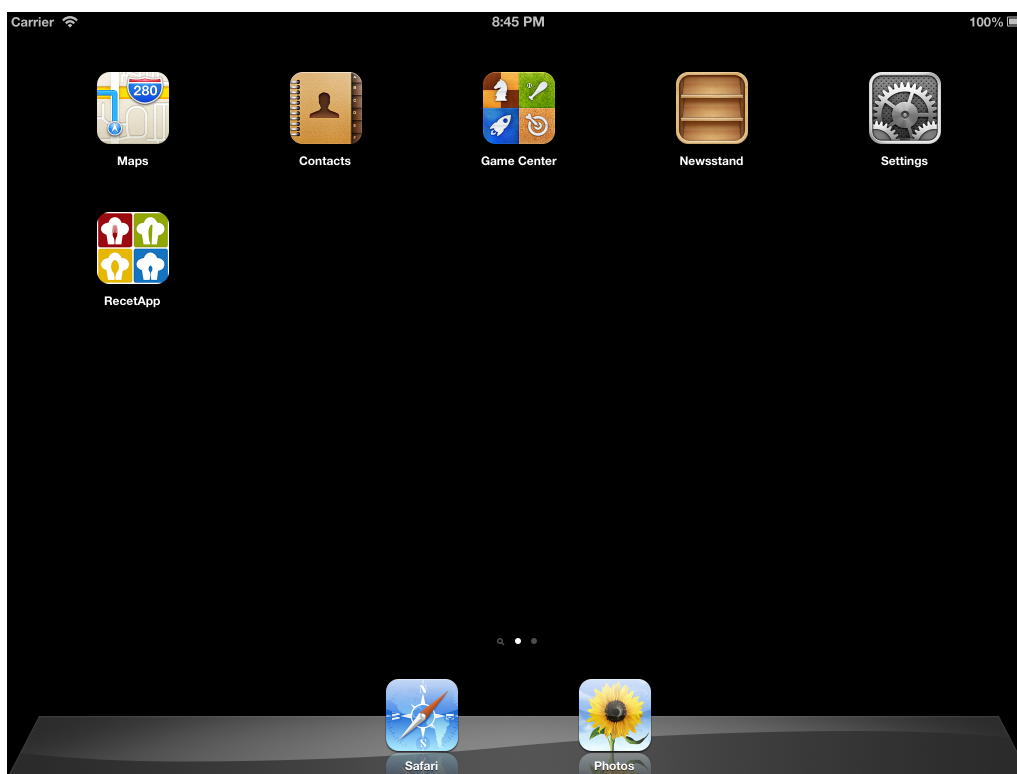 Carrier 8:45 PM 100%
280
Maps Contacts Game Center Newsstand Settings
RecetApp
N
W E
S
Safari Photos